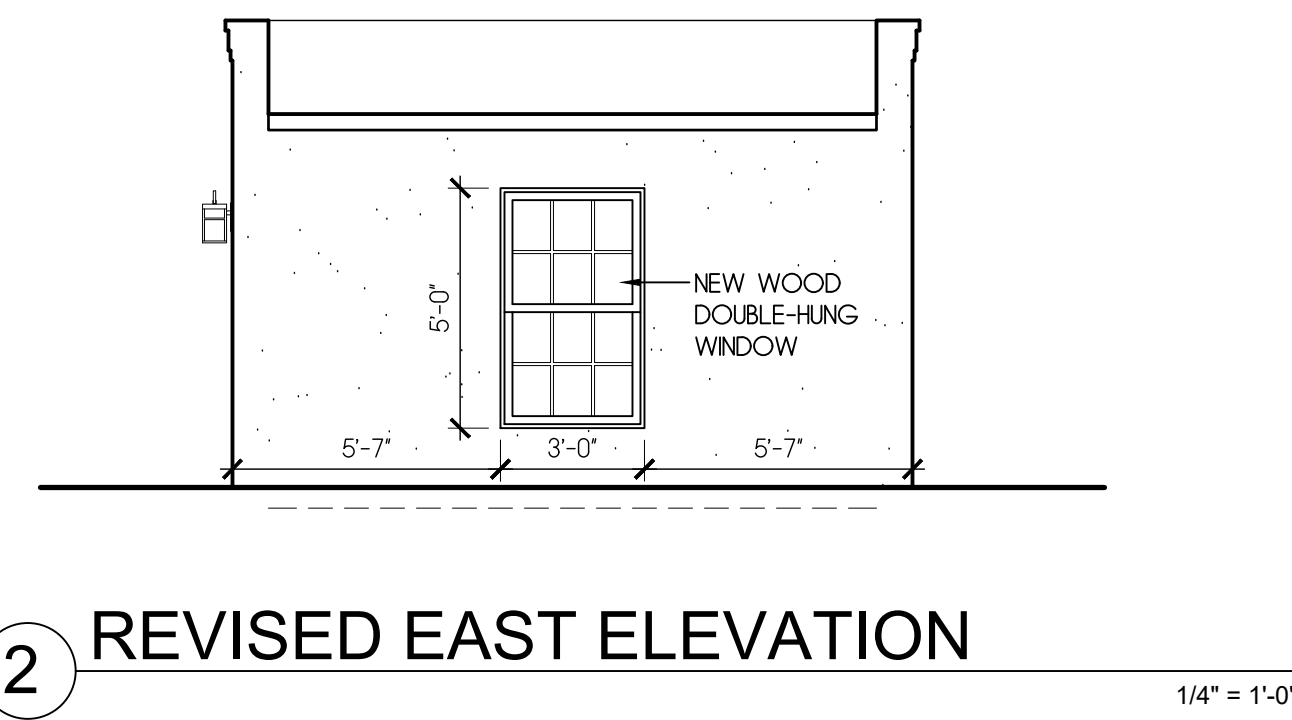 5'-0"
NEW WOOD
DOUBLE-HUNG
WINDOW
5'-7" 3'-0" 5'-7"
2 REVISED EAST ELEVATION
1/4" = 1'-0"